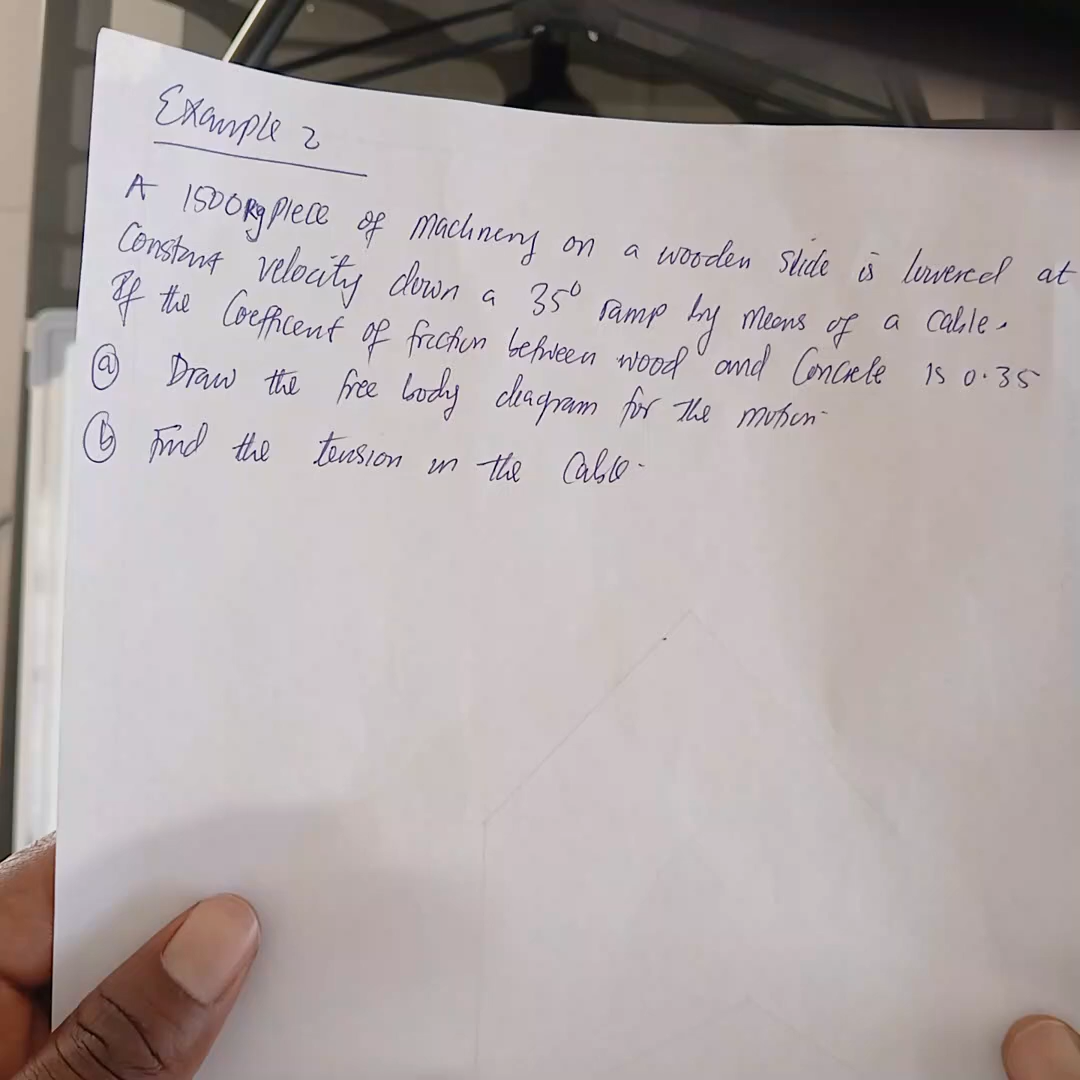 Example 2
A 1500kg piece of machinery on a wooden slide is lowered at
Constant velocity down a 35° ramp by means of a cable.
If the Coefficent of friction between wood and Concrete is 0.35
(a) Draw the free body diagram for the motion.
(b) Find the tension in the Cable.